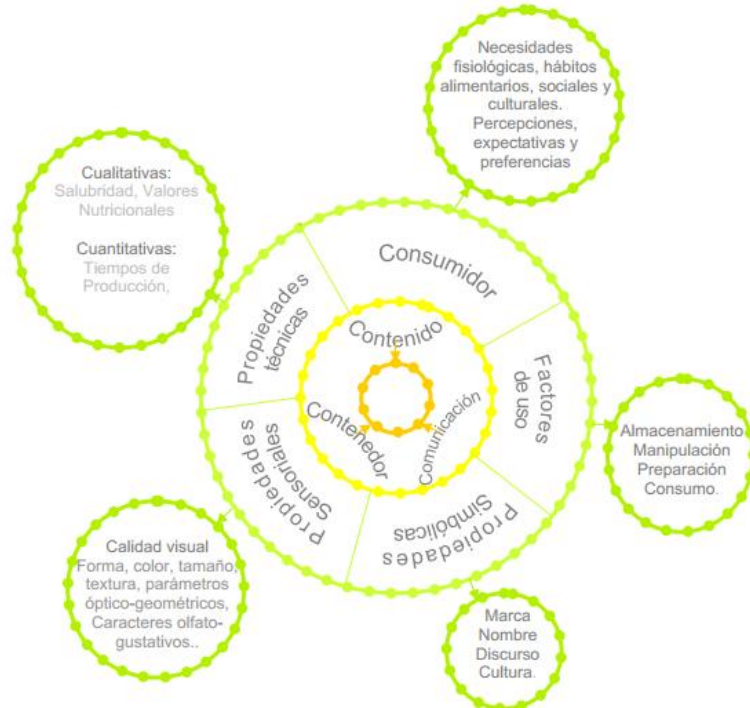 Necesidades
fisiológicas, hábitos
alimentarios, sociales y
culturales.
Percepciones,
expectativas y
preferencias
Cualitativas:
Salubridad, Valores
Nutricionales
Cuantitativas:
Tiempos de
Producción,
Consumidor
Propiedades
técnicas
Contenido
Factores
de uso
Contenedor
Comunicación
Propiedades
Sensoriales
Propiedades
Simbólicas
Almacenamiento
Manipulación
Preparación
Consumo.
Calidad visual
Forma, color, tamaño,
textura, parámetros
óptico-geométricos,
Caracteres olfato-
gustativos..
Marca
Nombre
Discurso
Cultura.